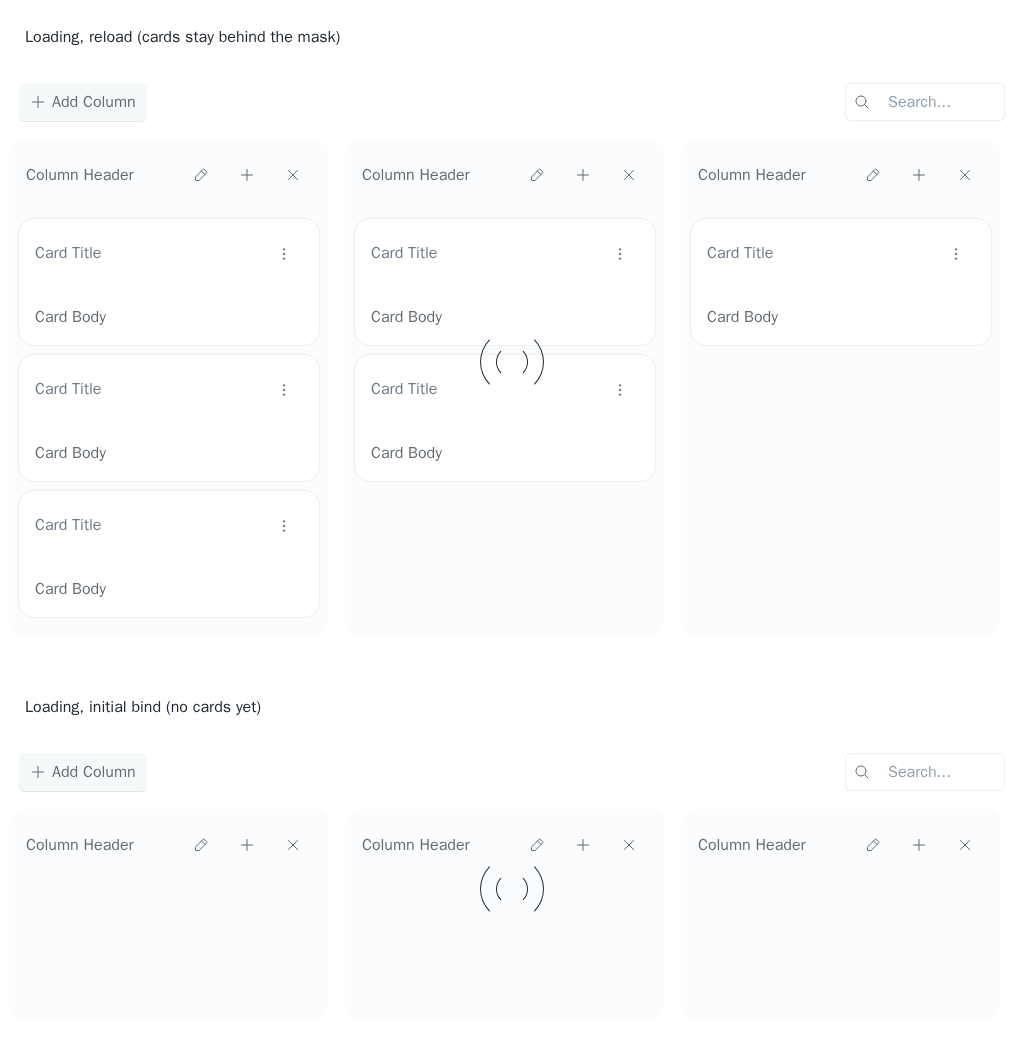 Loading, reload (cards stay behind the mask)
Add Column
Search...
Column Header
Column Header
Column Header
Card Title
Card Title
Card Title
Card Body
Card Body
Card Body
Card Title
Card Title
Card Body
Card Body
Card Title
Card Body
Loading, initial bind (no cards yet)
Add Column
Search...
Column Header
Column Header
Column Header